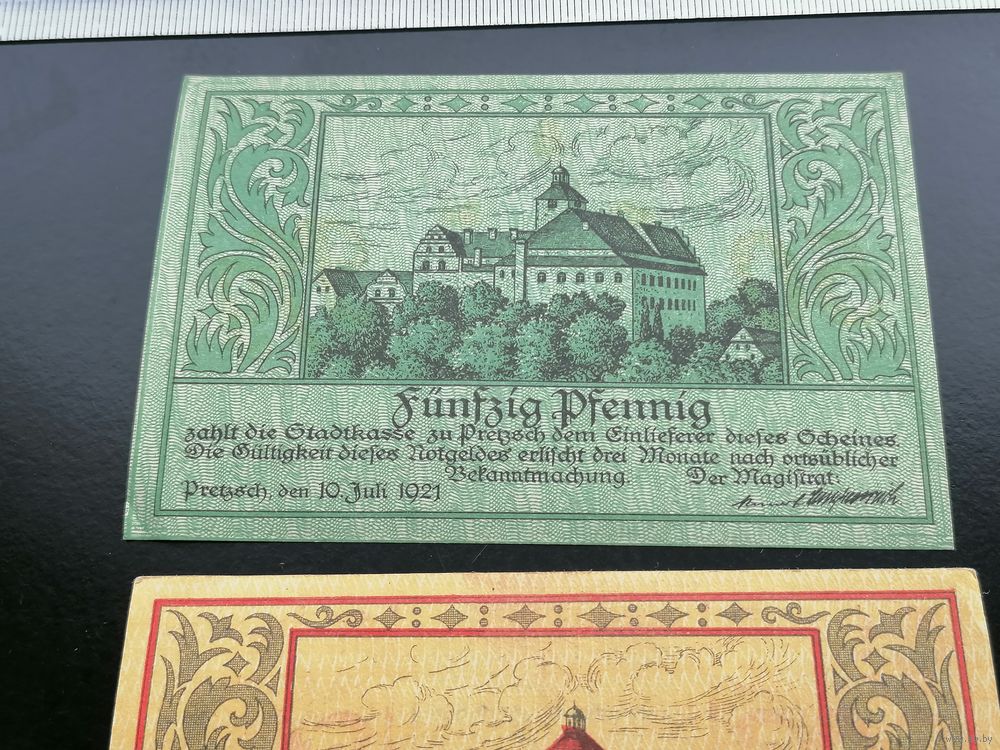 Fünfzig Pfennig
zahlt die Stadtkasse zu Pretzsch dem Einlieferer dieses Scheines.
Die Gültigkeit dieses Notgeldes erlischt drei Monate nach ortsüblicher
Bekanntmachung. Der Magistrat:
Pretzsch, den 10. Juli 1921